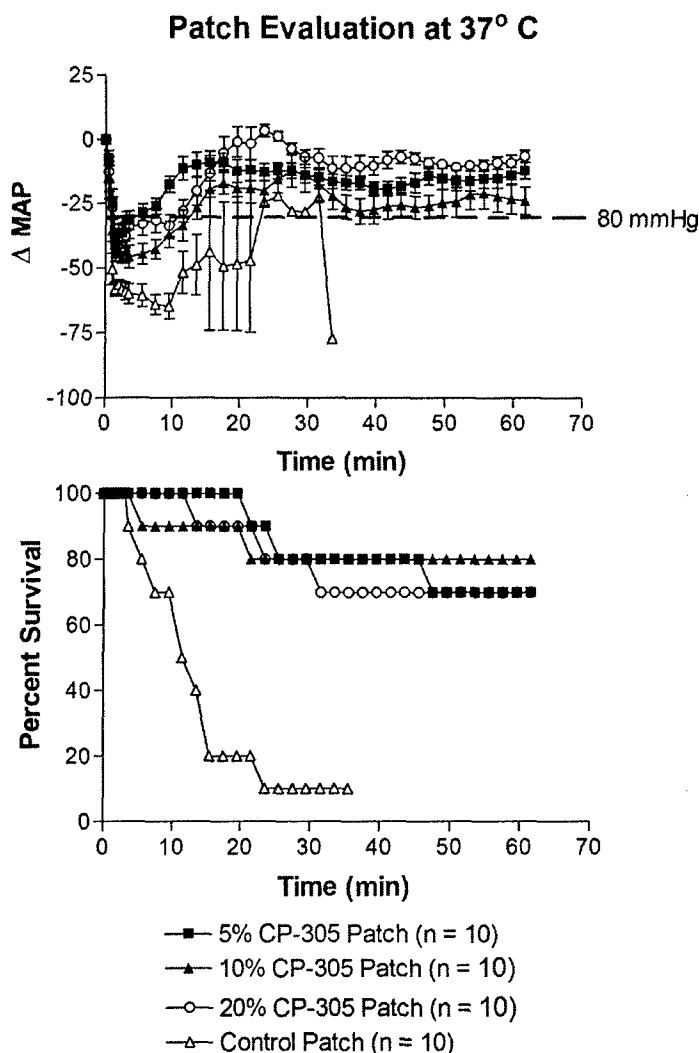 Patch Evaluation at 37° C
25
0
-25
-50
-75
-100
Δ MAP
80 mmHg
0 10 20 30 40 50 60 70
Time (min)
100
80
60
40
20
0
Percent Survival
0 10 20 30 40 50 60 70
Time (min)
5% CP-305 Patch (n = 10)
10% CP-305 Patch (n = 10)
20% CP-305 Patch (n = 10)
Control Patch (n = 10)